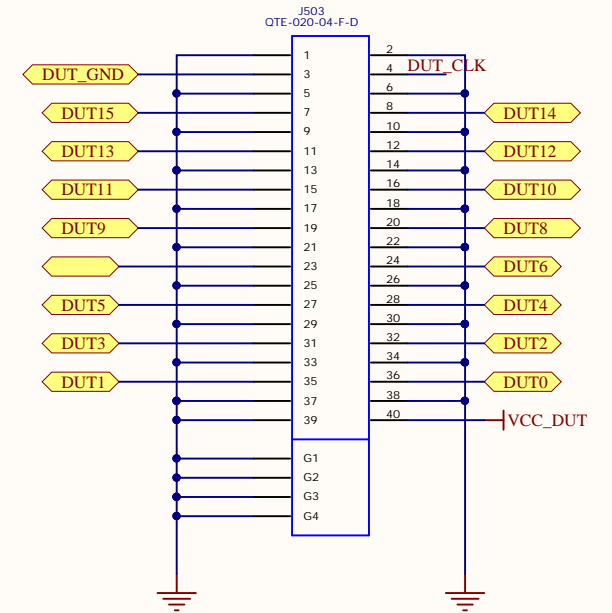 J503
QTE-020-04-F-D
1 2
DUT_GND 3 4 DUT_CLK
5 6
DUT15 7 8 DUT14
9 10
DUT13 11 12 DUT12
13 14
DUT11 15 16 DUT10
17 18
DUT9 19 20 DUT8
21 22
23 24 DUT6
25 26
DUT5 27 28 DUT4
29 30
DUT3 31 32 DUT2
33 34
DUT1 35 36 DUT0
37 38
39 40 VCC_DUT
G1
G2
G3
G4